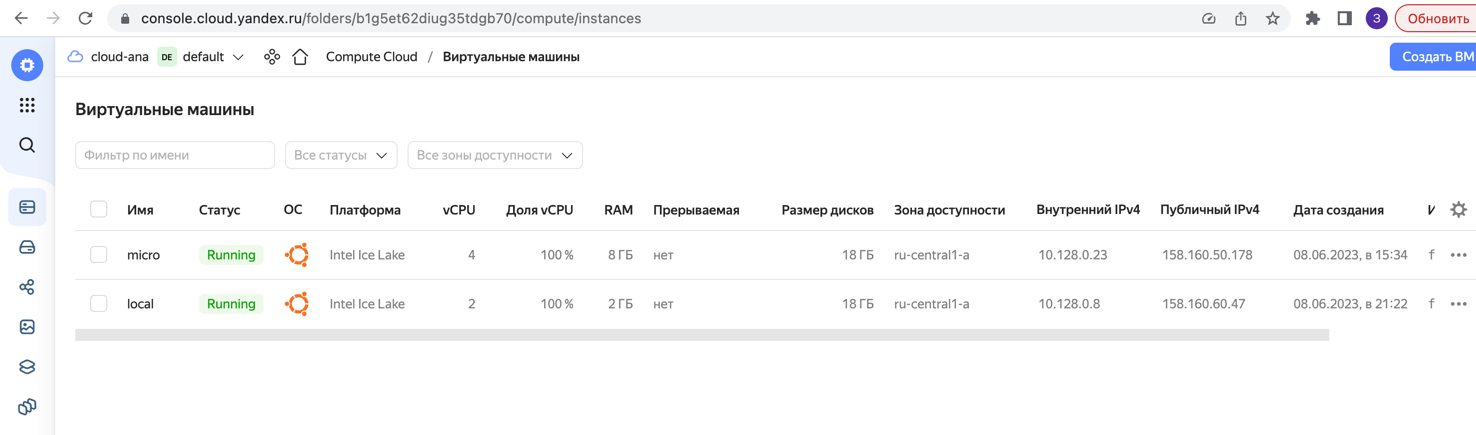 console.cloud.yandex.ru/folders/b1g5et62diug35tdgb70/compute/instances З Обновить
cloud-ana DE default Compute Cloud / Виртуальные машины Создать ВМ
Виртуальные машины
Фильтр по имени Все статусы Все зоны доступности
Имя Статус ОС Платформа vCPU Доля vCPU RAM Прерываемая Размер дисков Зона доступности Внутренний IPv4 Публичный IPv4 Дата создания
micro Running Intel Ice Lake 4 100 % 8 ГБ нет 18 ГБ ru-central1-a 10.128.0.23 158.160.50.178 08.06.2023, в 15:34 f
local Running Intel Ice Lake 2 100 % 2 ГБ нет 18 ГБ ru-central1-a 10.128.0.8 158.160.60.47 08.06.2023, в 21:22 f